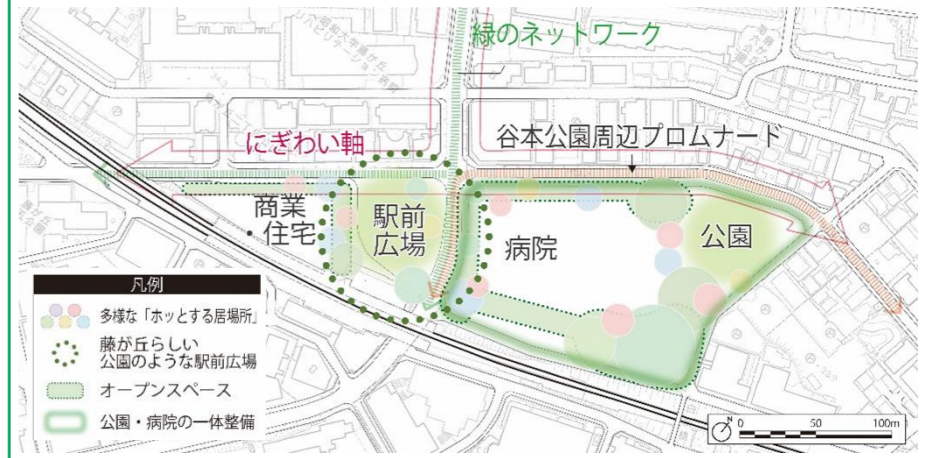 緑のネットワーク
谷本公園周辺プロムナード
にぎわい軸
商業
・住宅
駅前
広場
病院
公園
凡例
多様な「ホッとする居場所」
藤が丘らしい
公園のような駅前広場
オープンスペース
公園・病院の一体整備
N
0 50 100m